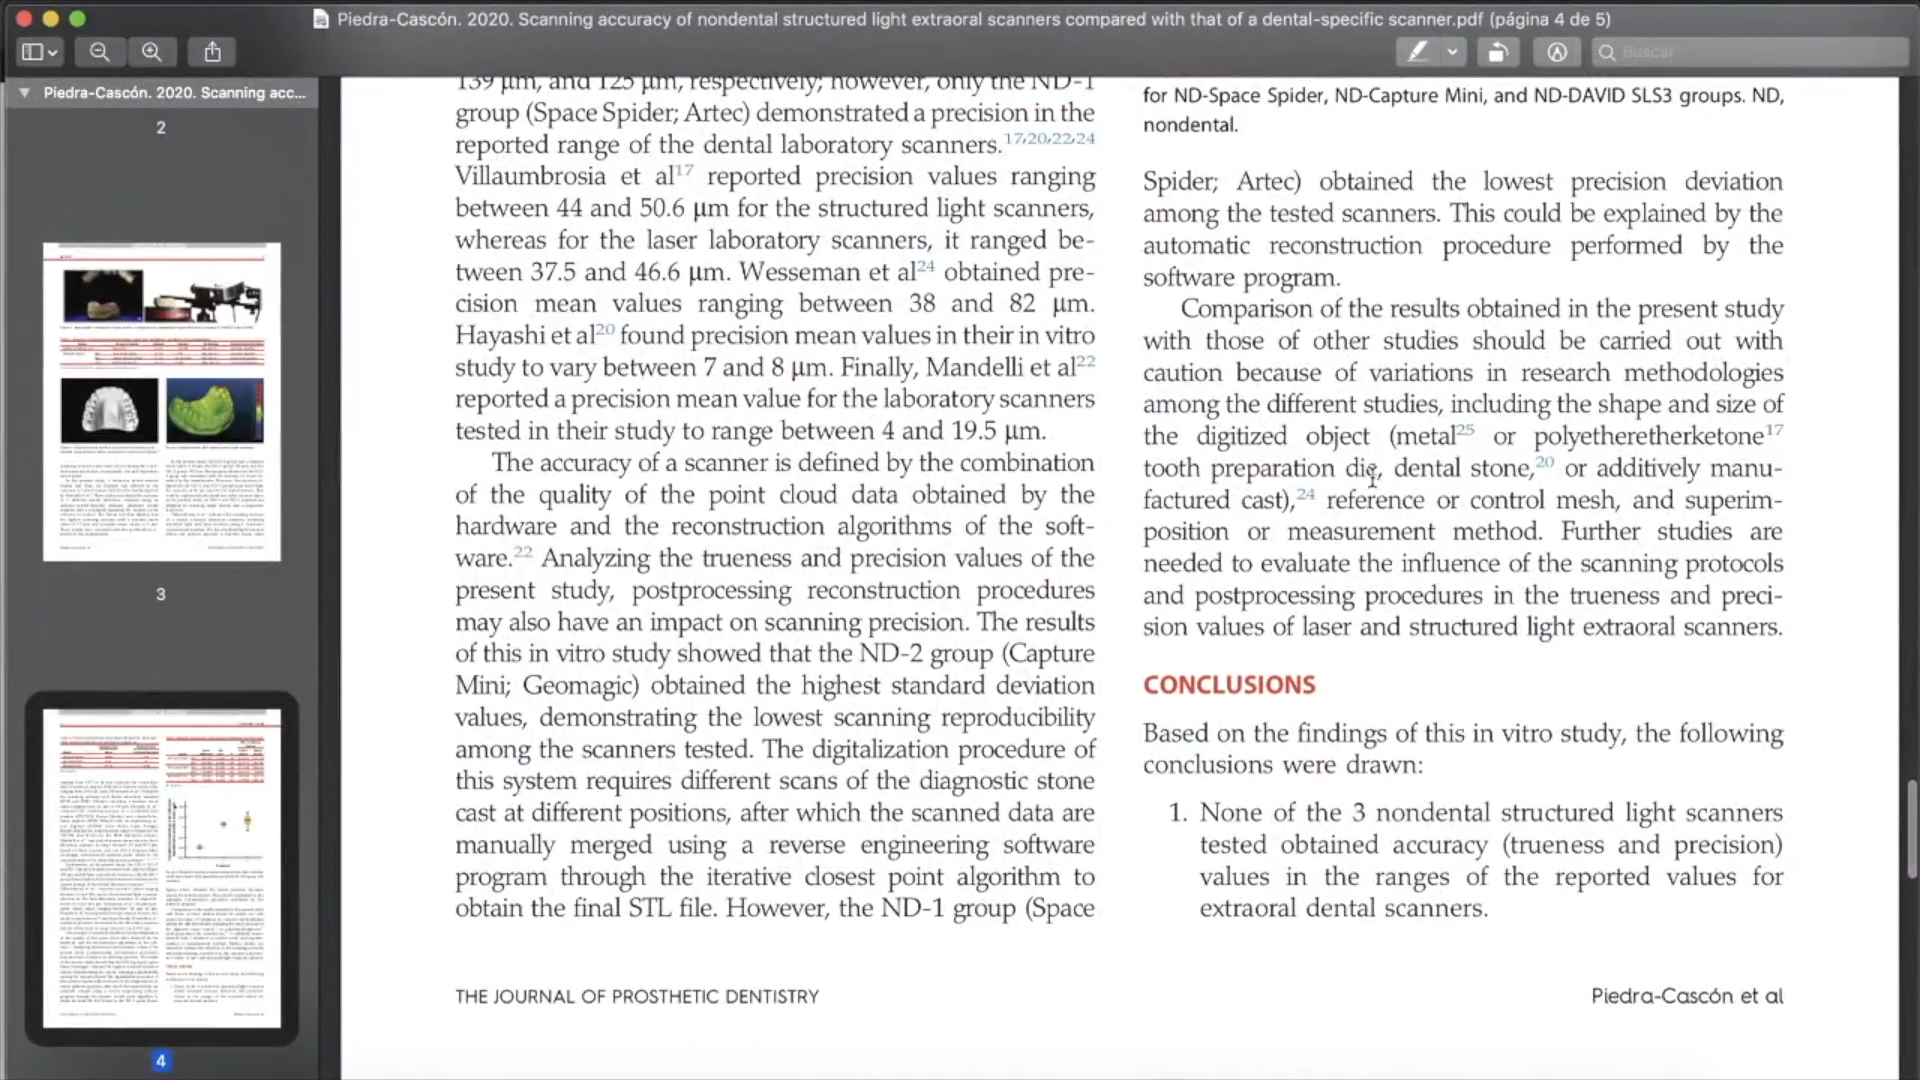 Piedra-Cascón. 2020. Scanning accuracy of nondental structured light extraoral scanners compared with that of a dental-specific scanner.pdf (página 4 de 5)
Buscar
Piedra-Cascón. 2020. Scanning acc...
2
3
4
139 µm, and 125 µm, respectively; however, only the ND-1
group (Space Spider; Artec) demonstrated a precision in the
reported range of the dental laboratory scanners.17,20,22,24
Villaumbrosia et al17 reported precision values ranging
between 44 and 50.6 µm for the structured light scanners,
whereas for the laser laboratory scanners, it ranged be-
tween 37.5 and 46.6 µm. Wesseman et al24 obtained pre-
cision mean values ranging between 38 and 82 µm.
Hayashi et al20 found precision mean values in their in vitro
study to vary between 7 and 8 µm. Finally, Mandelli et al22
reported a precision mean value for the laboratory scanners
tested in their study to range between 4 and 19.5 µm.
The accuracy of a scanner is defined by the combination
of the quality of the point cloud data obtained by the
hardware and the reconstruction algorithms of the soft-
ware.22 Analyzing the trueness and precision values of the
present study, postprocessing reconstruction procedures
may also have an impact on scanning precision. The results
of this in vitro study showed that the ND-2 group (Capture
Mini; Geomagic) obtained the highest standard deviation
values, demonstrating the lowest scanning reproducibility
among the scanners tested. The digitalization procedure of
this system requires different scans of the diagnostic stone
cast at different positions, after which the scanned data are
manually merged using a reverse engineering software
program through the iterative closest point algorithm to
obtain the final STL file. However, the ND-1 group (Space
for ND-Space Spider, ND-Capture Mini, and ND-DAVID SLS3 groups. ND,
nondental.
Spider; Artec) obtained the lowest precision deviation
among the tested scanners. This could be explained by the
automatic reconstruction procedure performed by the
software program.
Comparison of the results obtained in the present study
with those of other studies should be carried out with
caution because of variations in research methodologies
among the different studies, including the shape and size of
the digitized object (metal25 or polyetheretherketone17
tooth preparation die, dental stone,20 or additively manu-
factured cast),24 reference or control mesh, and superim-
position or measurement method. Further studies are
needed to evaluate the influence of the scanning protocols
and postprocessing procedures in the trueness and preci-
sion values of laser and structured light extraoral scanners.
CONCLUSIONS
Based on the findings of this in vitro study, the following
conclusions were drawn:
1. None of the 3 nondental structured light scanners
tested obtained accuracy (trueness and precision)
values in the ranges of the reported values for
extraoral dental scanners.
THE JOURNAL OF PROSTHETIC DENTISTRY
Piedra-Cascón et al